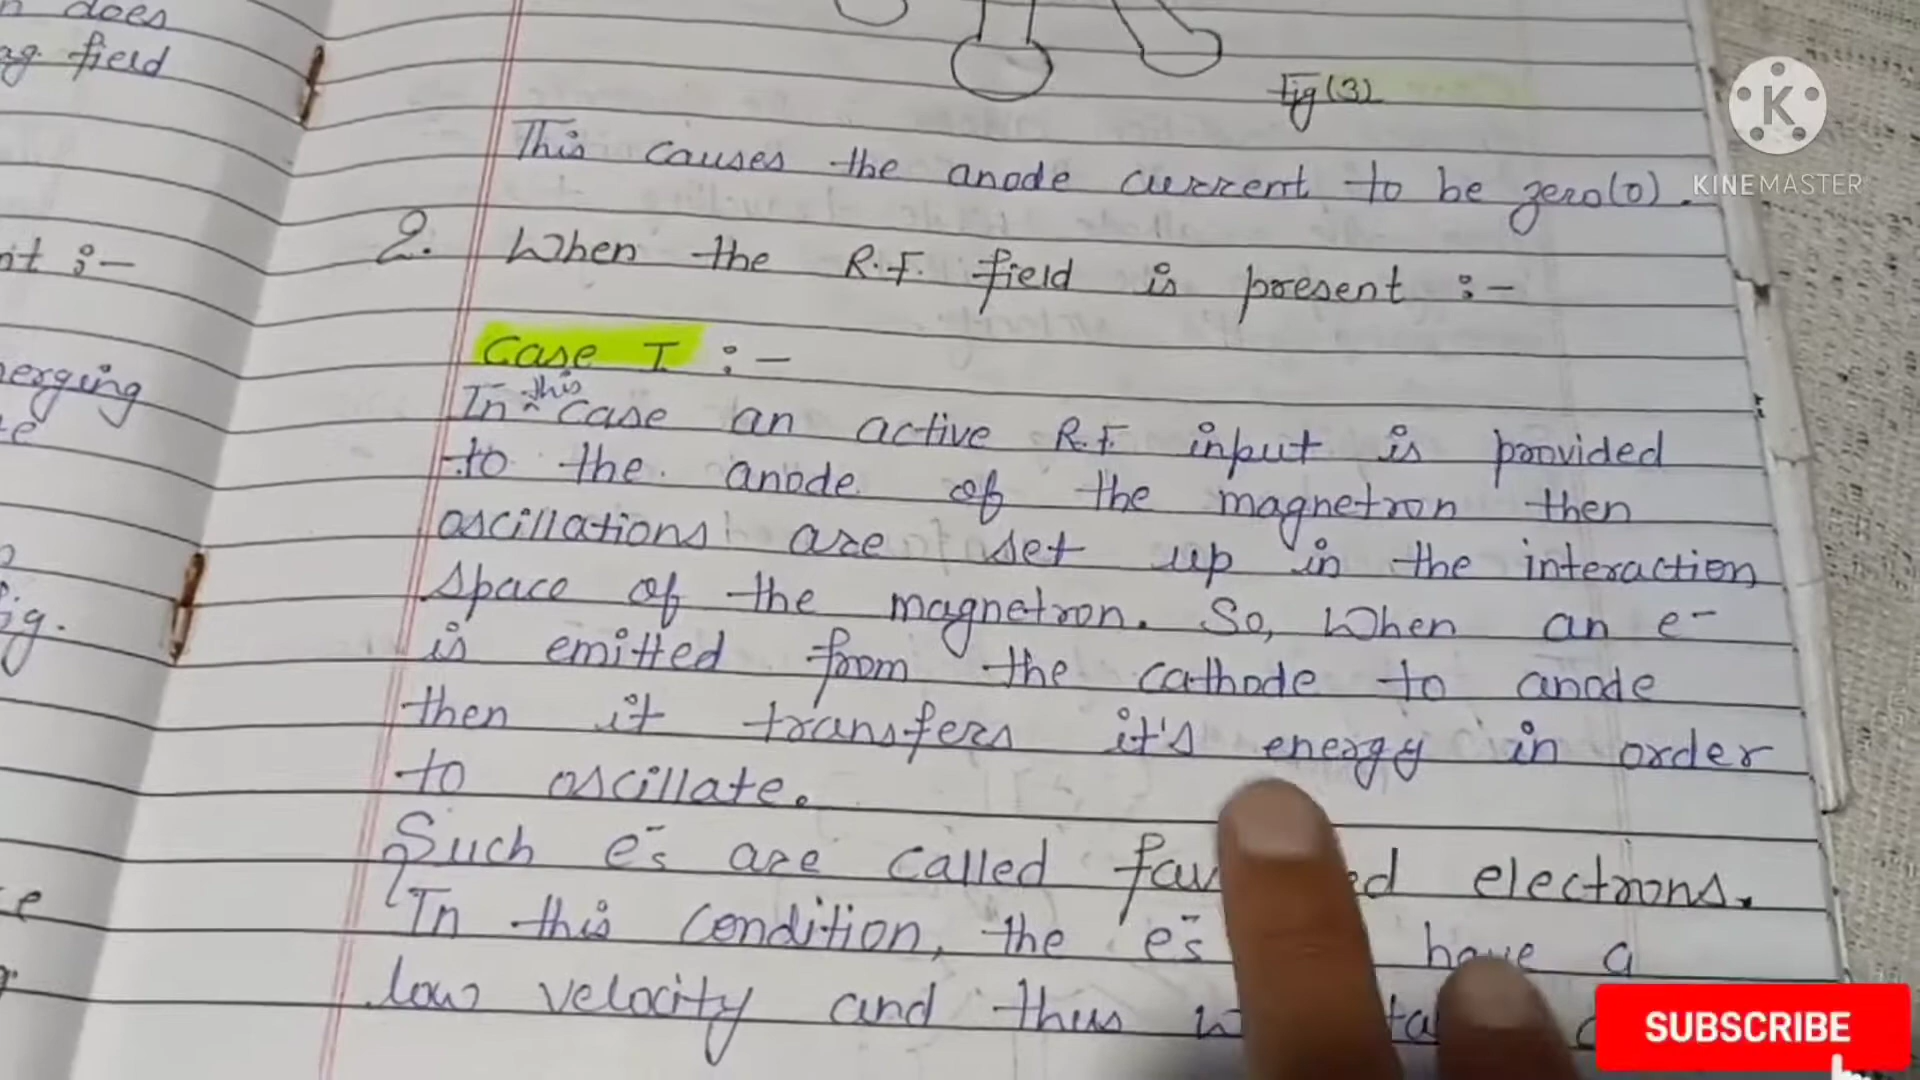 does
field
Fig(3)
This causes the anode current to be zero(0).
2. When the R.F. field is present :-
Case I :-
In this case an active R.F input is provided
to the anode of the magnetron then
oscillations are set up in the interaction
space of the magnetron. So, when an e-
is emitted from the cathode to anode
then it transfers it's energy in order
to oscillate.
Such e-s are called electrons.
In this condition, the e-s have a
low velocity and thus
KINEMASTER
SUBSCRIBE